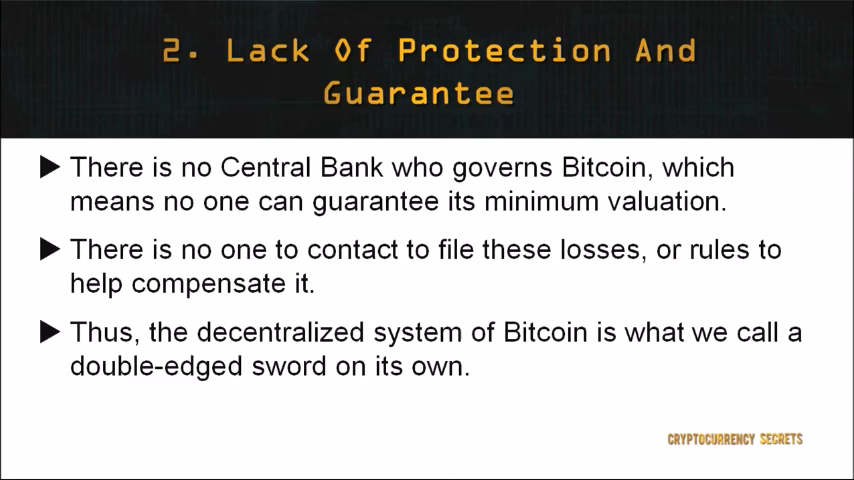 2. Lack Of Protection And
Guarantee
There is no Central Bank who governs Bitcoin, which
means no one can guarantee its minimum valuation.
There is no one to contact to file these losses, or rules to
help compensate it.
Thus, the decentralized system of Bitcoin is what we call a
double-edged sword on its own.
CRYPTOCURRENCY SECRETS